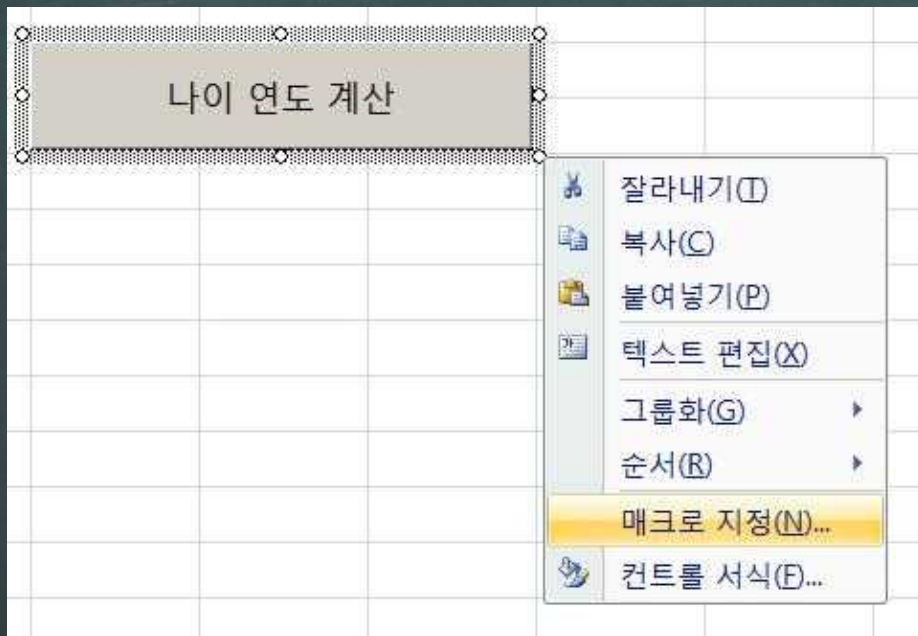 나이 연도 계산
잘라내기(T)
복사(C)
붙여넣기(P)
텍스트 편집(X)
그룹화(G)
순서(R)
매크로 지정(N)...
컨트롤 서식(F)...